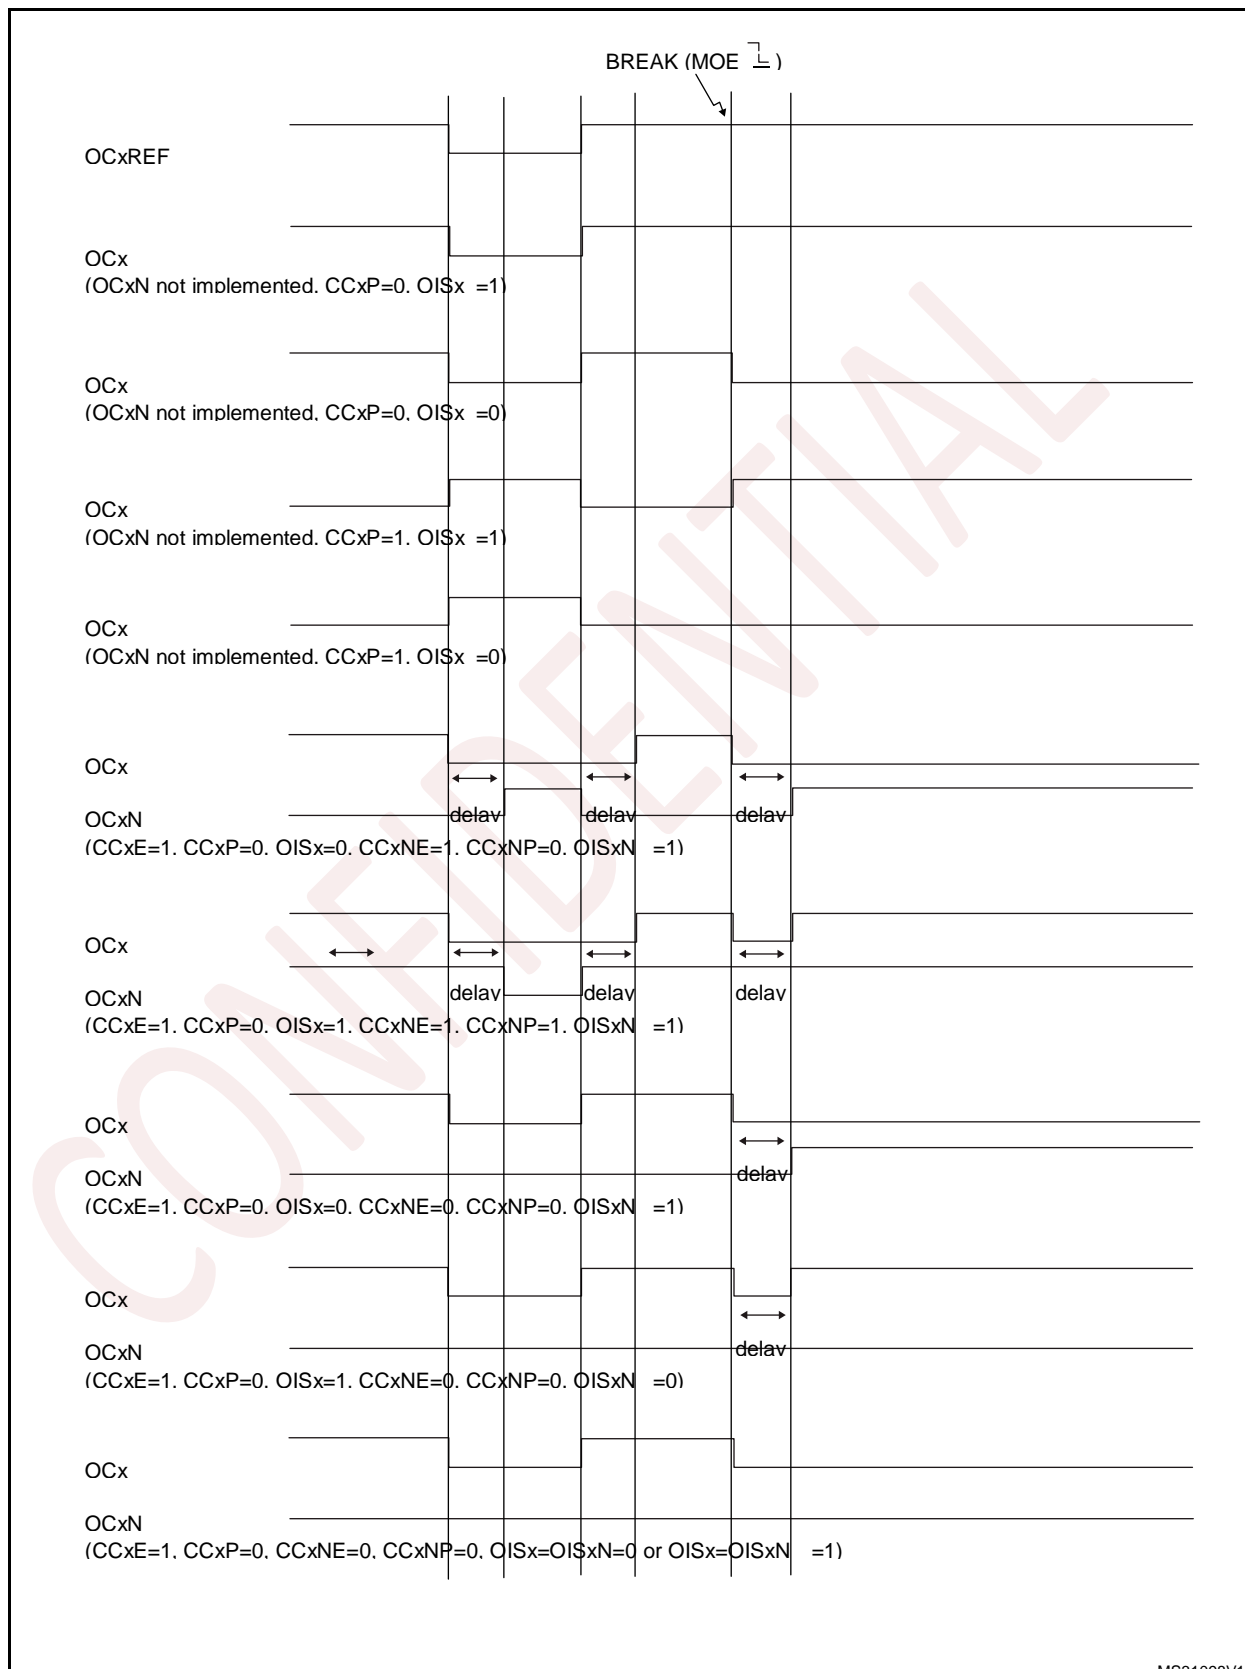 BREAK (MOE )
OCxREF
OCx
(OCxN not implemented, CCxP=0, OISx =1)
OCx
(OCxN not implemented, CCxP=0, OISx =0)
OCx
(OCxN not implemented, CCxP=1, OISx =1)
OCx
(OCxN not implemented, CCxP=1, OISx =0)
OCx
delay delay delay
OCxN
(CCxE=1, CCxP=0, OISx=0, CCxNE=1, CCxNP=0, OISxN =1)
OCx
OCxN
delay delay delay
(CCxE=1, CCxP=0, OISx=1, CCxNE=1, CCxNP=1, OISxN =1)
OCx
OCxN
delay
(CCxE=1, CCxP=0, OISx=0, CCxNE=0, CCxNP=0, OISxN =1)
OCx
OCxN
delay
(CCxE=1, CCxP=0, OISx=1, CCxNE=0, CCxNP=0, OISxN =0)
OCx
OCxN
(CCxE=1, CCxP=0, CCxNE=0, CCxNP=0, OISx=OISxN=0 or OISx=OISxN =1)
CONFIDENTIAL